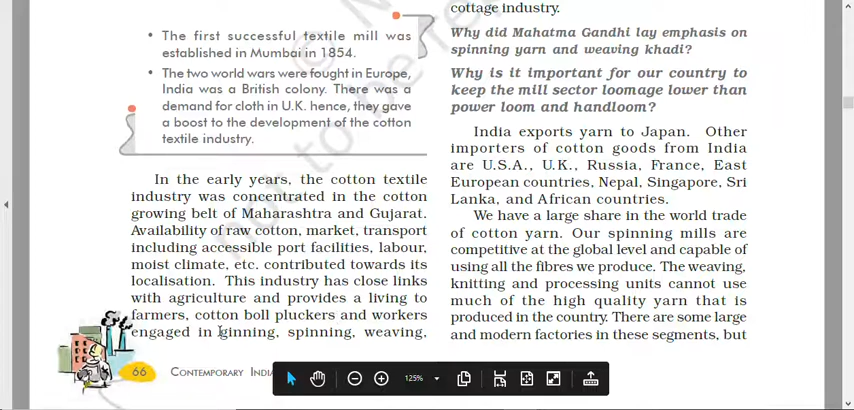 • The first successful textile mill was
established in Mumbai in 1854.
• The two world wars were fought in Europe,
India was a British colony. There was a
demand for cloth in U.K. hence, they gave
a boost to the development of the cotton
textile industry.
In the early years, the cotton textile
industry was concentrated in the cotton
growing belt of Maharashtra and Gujarat.
Availability of raw cotton, market, transport
including accessible port facilities, labour,
moist climate, etc. contributed towards its
localisation. This industry has close links
with agriculture and provides a living to
farmers, cotton boll pluckers and workers
engaged in ginning, spinning, weaving,
66 CONTEMPORARY INDI
cottage industry.
Why did Mahatma Gandhi lay emphasis on
spinning yarn and weaving khadi?
Why is it important for our country to
keep the mill sector loomage lower than
power loom and handloom?
India exports yarn to Japan. Other
importers of cotton goods from India
are U.S.A., U.K., Russia, France, East
European countries, Nepal, Singapore, Sri
Lanka, and African countries.
We have a large share in the world trade
of cotton yarn. Our spinning mills are
competitive at the global level and capable of
using all the fibres we produce. The weaving,
knitting and processing units cannot use
much of the high quality yarn that is
produced in the country. There are some large
and modern factories in these segments, but
125%
© N
not to be